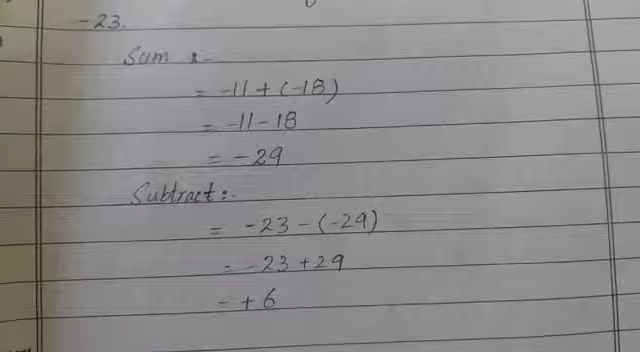 -23.
Sum :-
= -11 + (-18)
= -11 - 18
= -29
Subtract :-
= -23 - (-29)
= -23 + 29
= +6